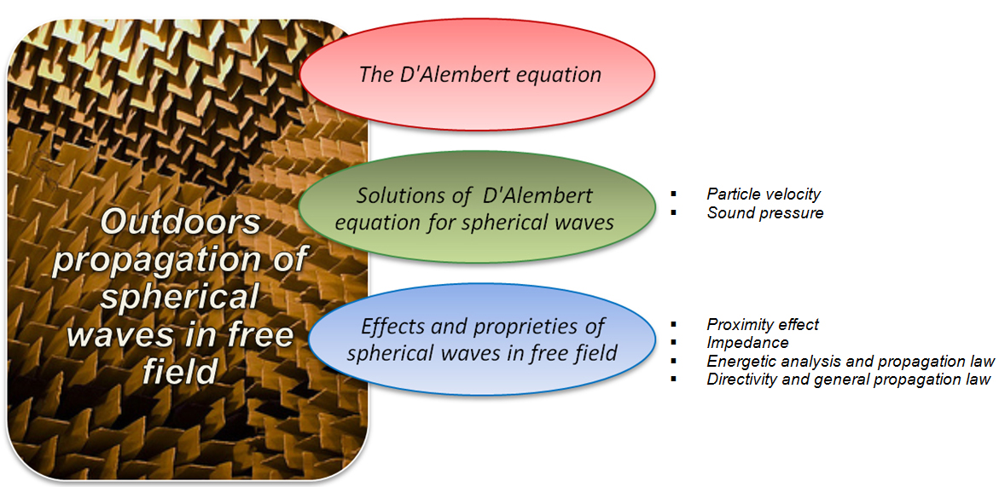 Outdoors
propagation of
spherical
waves in free
field
The D'Alembert equation
Solutions of D'Alembert
equation for spherical waves
▪ Particle velocity
▪ Sound pressure
Effects and proprieties of
spherical waves in free field
▪ Proximity effect
▪ Impedance
▪ Energetic analysis and propagation law
▪ Directivity and general propagation law